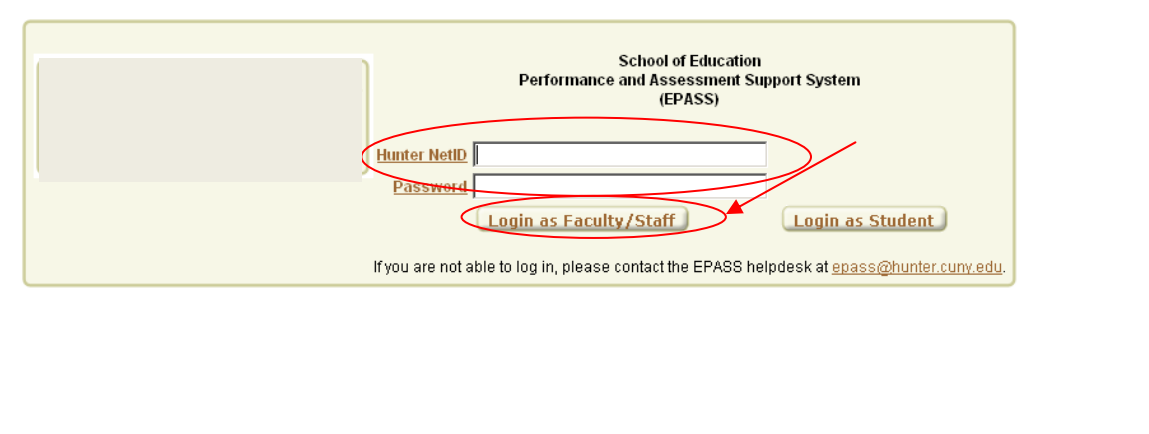 School of Education
Performance and Assessment Support System
(EPASS)
Hunter NetID
Password
Login as Faculty/Staff Login as Student
If you are not able to log in, please contact the EPASS helpdesk at epass@hunter.cuny.edu.